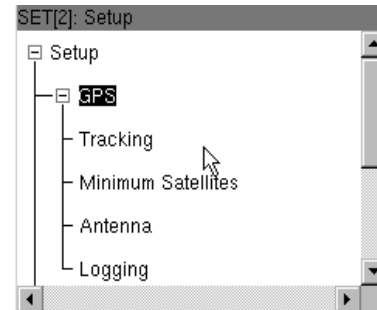 SET[2]: Setup
Setup
GPS
Tracking
Minimum Satellites
Antenna
Logging